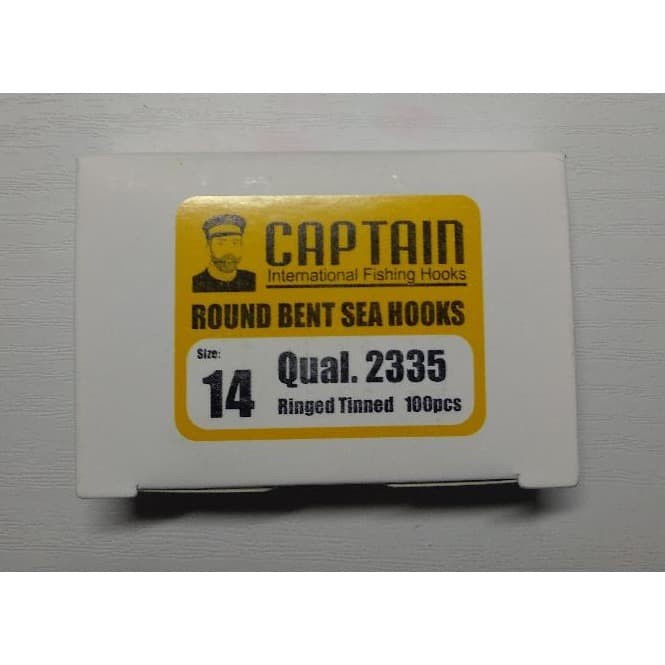 CAPTAIN
International Fishing Hooks
ROUND BENT SEA HOOKS
Size:
14
Qual. 2335
Ringed Tinned 100pcs